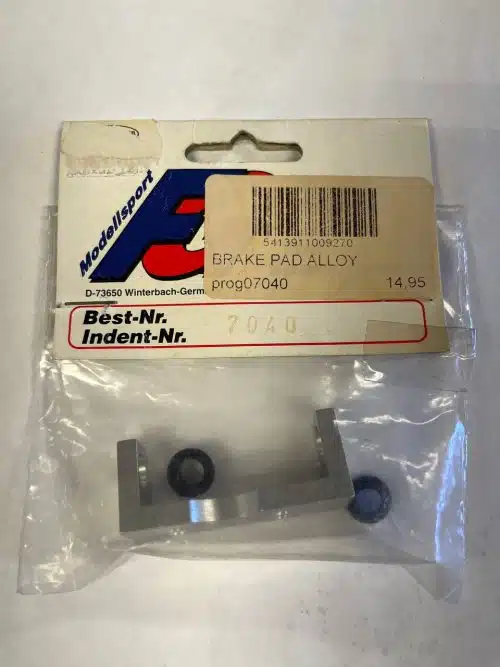 Modellsport
5413911009270
BRAKE PAD ALLOY
prog07040 14,95
D-73650 Winterbach-Germ
Best-Nr.
Indent-Nr. 7040